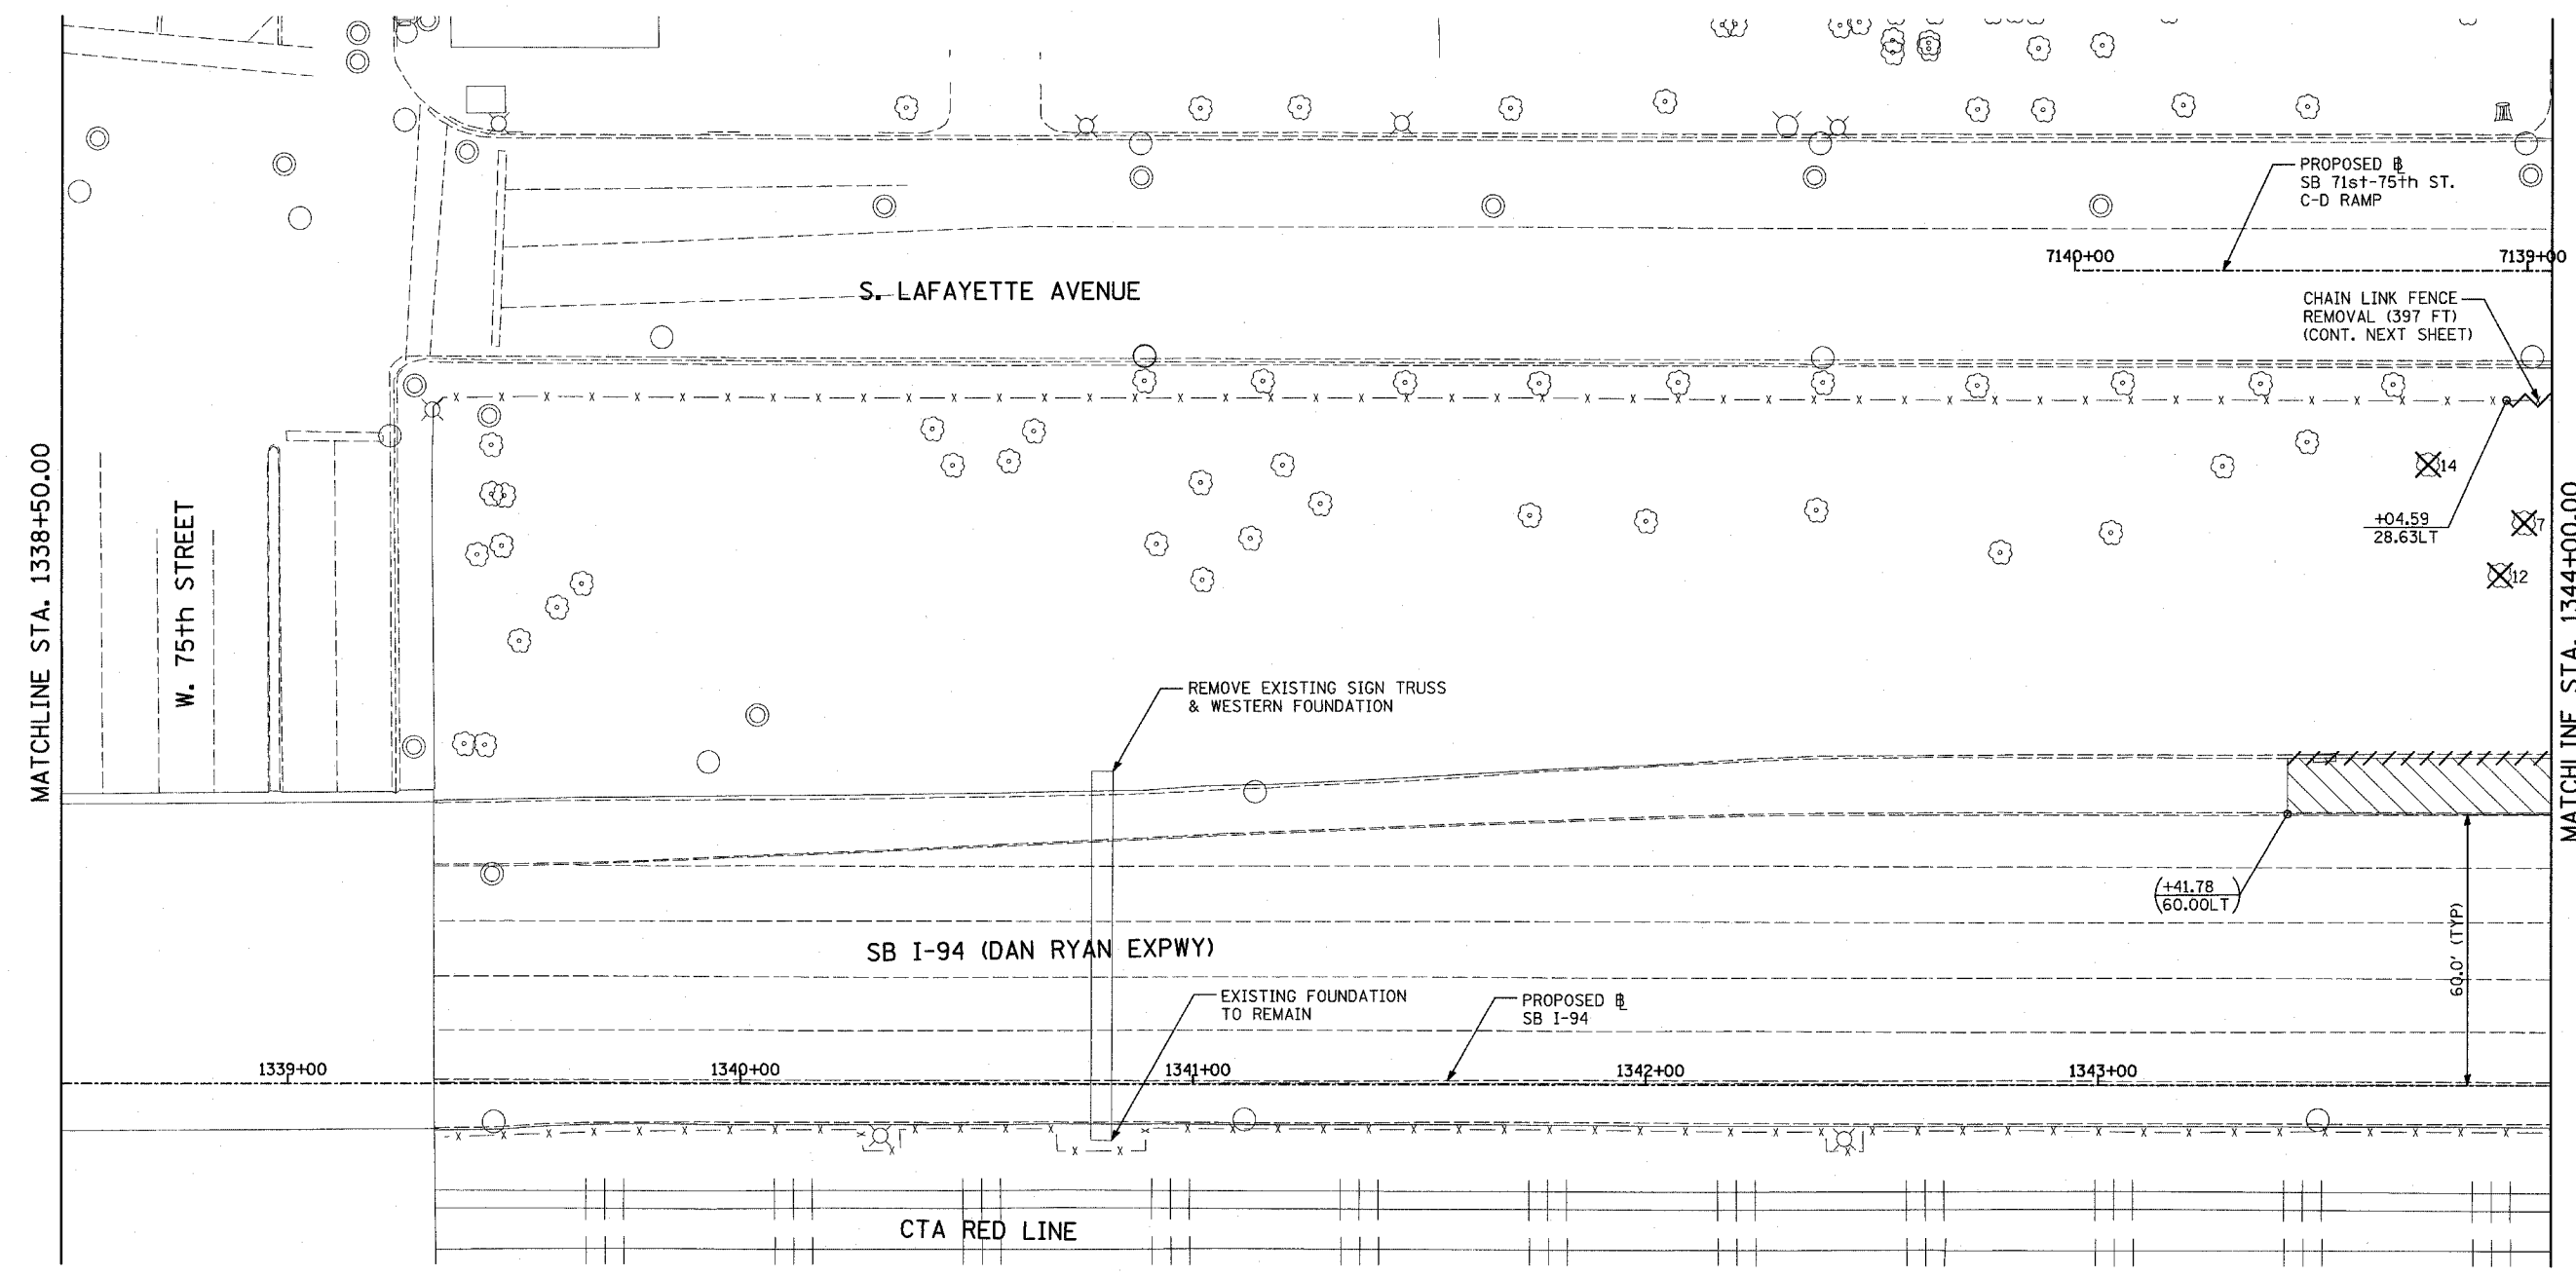 PROPOSED ⅊
SB 71st-75th ST.
C-D RAMP
7140+00
7139+00
S. LAFAYETTE AVENUE
CHAIN LINK FENCE
REMOVAL (397 FT)
(CONT. NEXT SHEET)
MATCHLINE STA. 1338+50.00
W. 75th STREET
14
7
12
+04.59
28.63LT
MATCHLINE STA. 1344+00.00
REMOVE EXISTING SIGN TRUSS
& WESTERN FOUNDATION
(+41.78
60.00LT)
60.0' (TYP)
SB I-94 (DAN RYAN EXPWY)
EXISTING FOUNDATION
TO REMAIN
PROPOSED ⅊
SB I-94
1339+00
1340+00
1341+00
1342+00
1343+00
CTA RED LINE